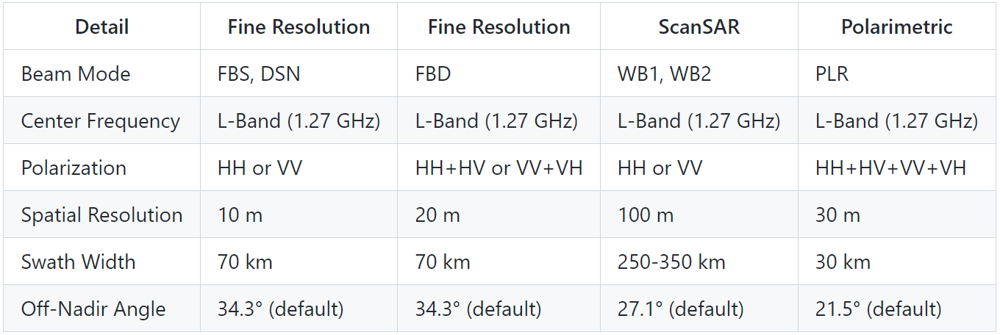 Detail Fine Resolution Fine Resolution ScanSAR Polarimetric
Beam Mode FBS, DSN FBD WB1, WB2 PLR
Center Frequency L-Band (1.27 GHz) L-Band (1.27 GHz) L-Band (1.27 GHz) L-Band (1.27 GHz)
Polarization HH or VV HH+HV or VV+VH HH or VV HH+HV+VV+VH
Spatial Resolution 10 m 20 m 100 m 30 m
Swath Width 70 km 70 km 250-350 km 30 km
Off-Nadir Angle 34.3° (default) 34.3° (default) 27.1° (default) 21.5° (default)